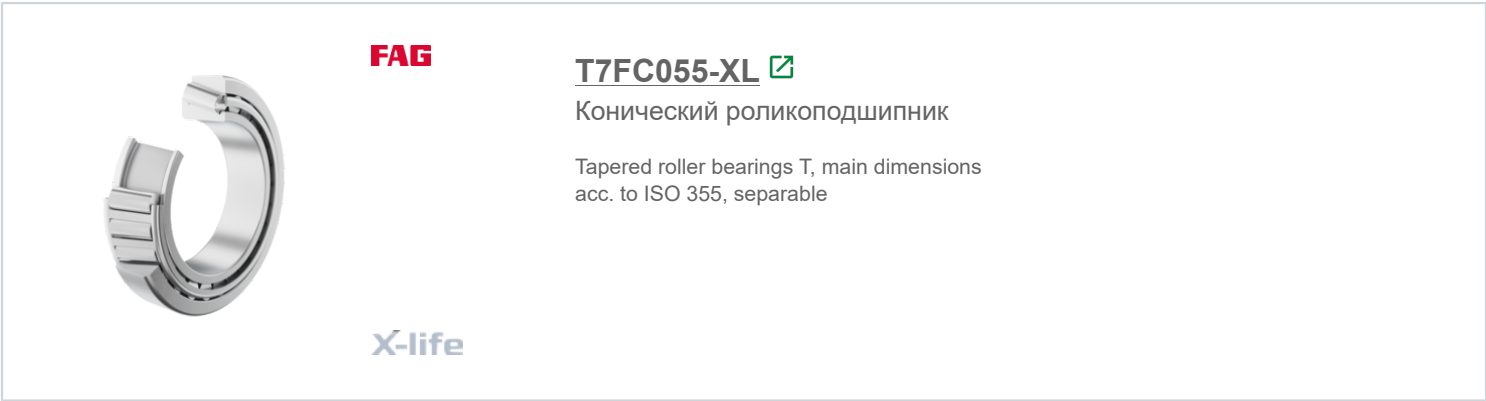 FAG
T7FC055-XL
Конический роликоподшипник
Tapered roller bearings T, main dimensions
acc. to ISO 355, separable
X-life